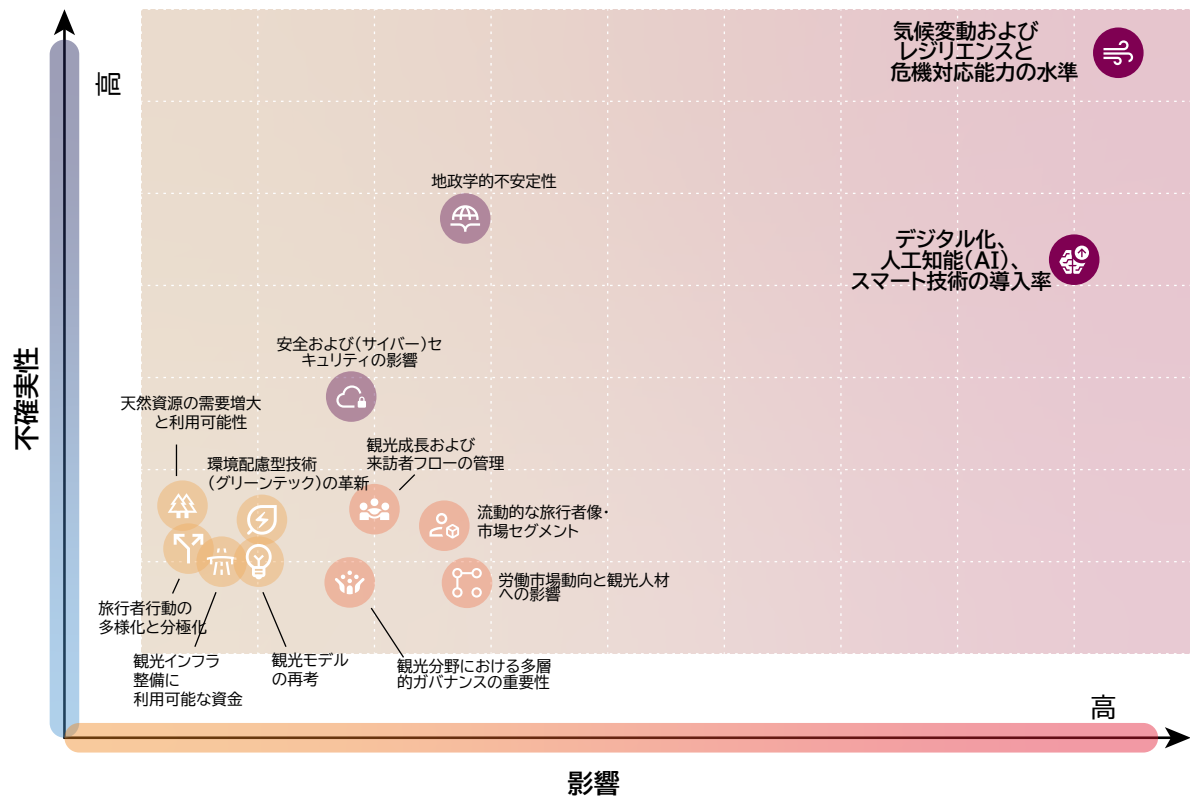 気候変動および
レジリエンスと
危機対応能力の水準
高
地政学的不安定性
デジタル化、
人工知能(AI)、
スマート技術の導入率
安全および(サイバー)セ
キュリティの影響
不確実性
天然資源の需要増大
と利用可能性
観光成長および
来訪者フローの管理
環境配慮型技術
(グリーンテック)の革新
流動的な旅行者像・
市場セグメント
労働市場動向と観光人材
への影響
旅行者行動の
多様化と分極化
観光インフラ
整備に
利用可能な資金
観光モデル
の再考
観光分野における多層
的ガバナンスの重要性
高
影響